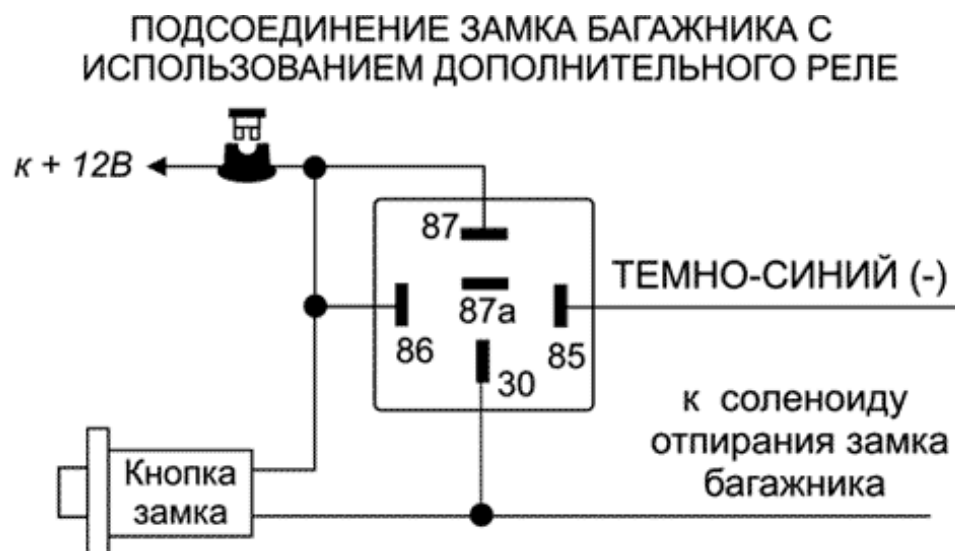 ПОДСОЕДИНЕНИЕ ЗАМКА БАГАЖНИКА С
ИСПОЛЬЗОВАНИЕМ ДОПОЛНИТЕЛЬНОГО РЕЛЕ
к + 12В
87
ТЕМНО-СИНИЙ (-)
87а
86
85
30
к соленоиду
отпирания замка
багажника
Кнопка
замка